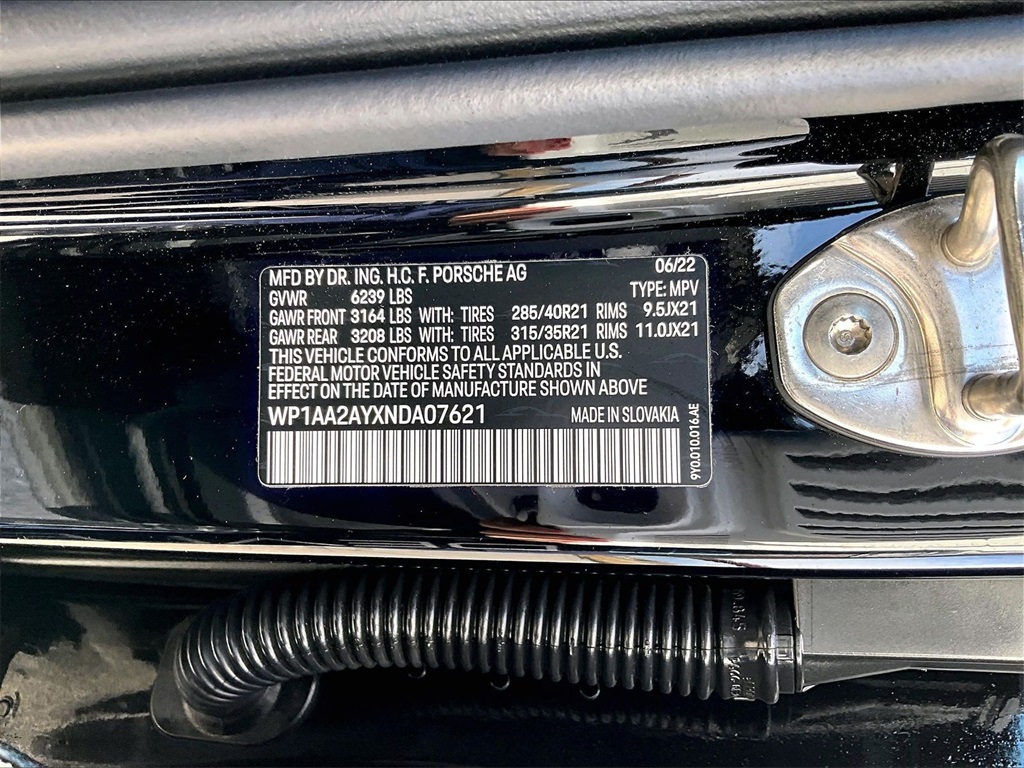 MFD BY DR. ING. H.C. F. PORSCHE AG 06/22
GVWR 6239 LBS TYPE: MPV
GAWR FRONT 3164 LBS WITH: TIRES 285/40R21 RIMS 9.5JX21
GAWR REAR 3208 LBS WITH: TIRES 315/35R21 RIMS 11.0JX21
THIS VEHICLE CONFORMS TO ALL APPLICABLE U.S.
FEDERAL MOTOR VEHICLE SAFETY STANDARDS IN
EFFECT ON THE DATE OF MANUFACTURE SHOWN ABOVE
WP1AA2AYXNDA07621 MADE IN SLOVAKIA
9Y0.010.016.AE